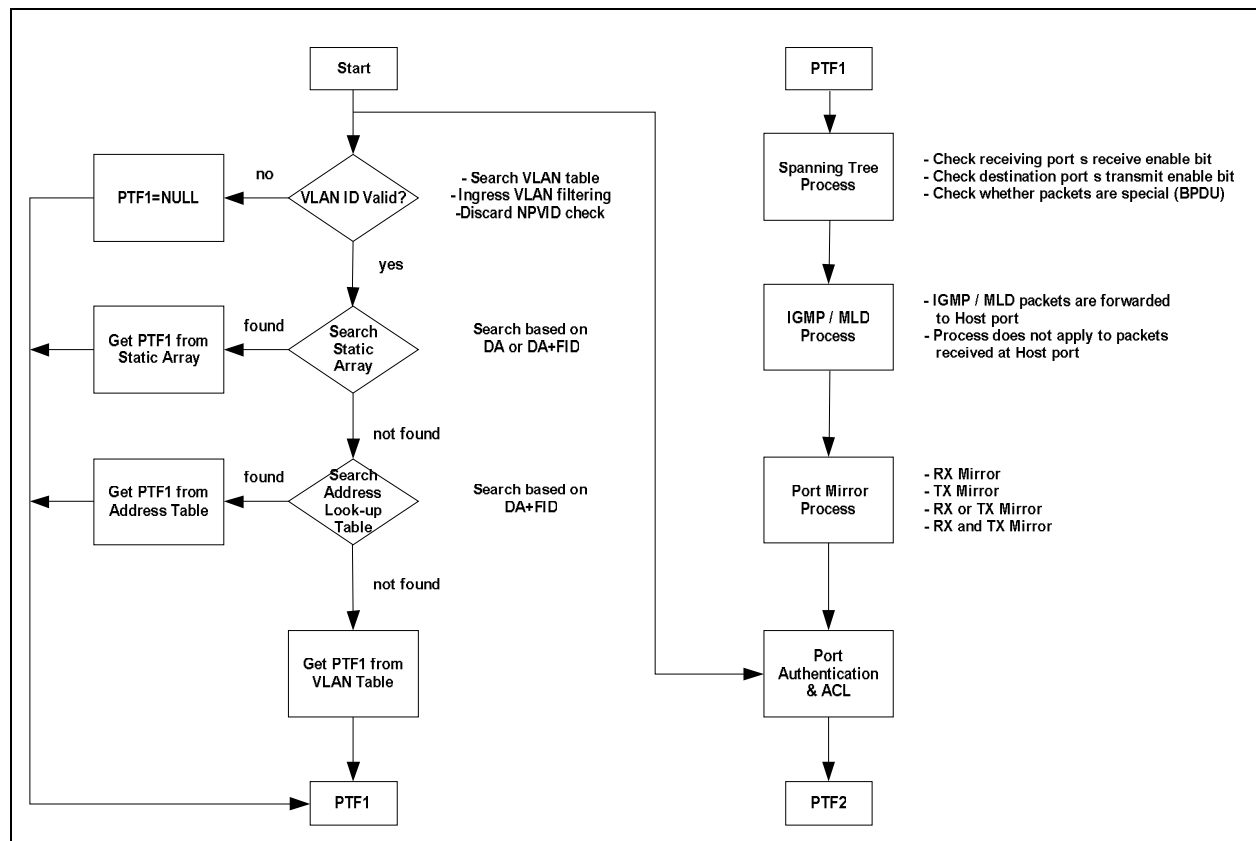 Start
no
PTF1=NULL
VLAN ID Valid?
- Search VLAN table
- Ingress VLAN filtering
-Discard NPVID check
yes
found
Get PTF1 from
Static Array
Search
Static
Array
Search based on
DA or DA+FID
not found
found
Get PTF1 from
Address Table
Search
Address
Look-up
Table
Search based on
DA+FID
not found
Get PTF1 from
VLAN Table
PTF1
PTF1
Spanning Tree
Process
- Check receiving port s receive enable bit
- Check destination port s transmit enable bit
- Check whether packets are special (BPDU)
IGMP / MLD
Process
- IGMP / MLD packets are forwarded
to Host port
- Process does not apply to packets
received at Host port
Port Mirror
Process
- RX Mirror
- TX Mirror
- RX or TX Mirror
- RX and TX Mirror
Port
Authentication
& ACL
PTF2